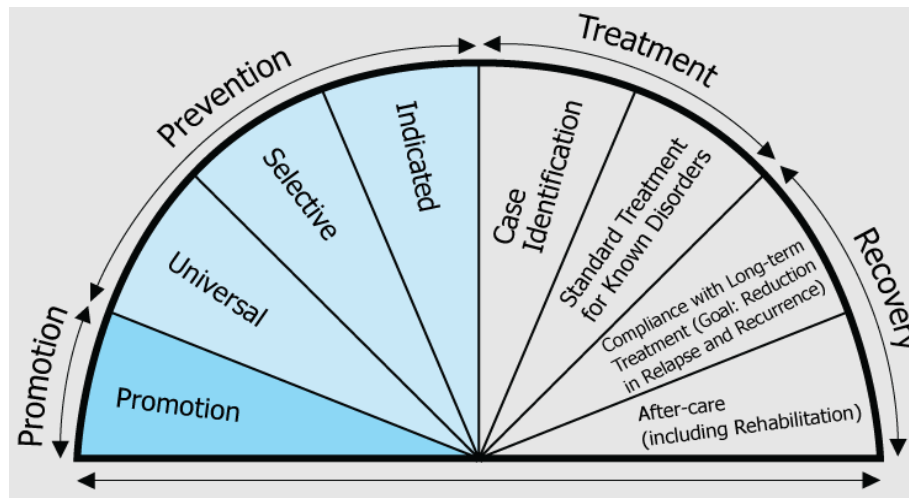 Promotion
Prevention
Treatment
Recovery
Promotion
Universal
Selective
Indicated
Case
Identification
Standard Treatment
for Known Disorders
Compliance with Long-term
Treatment (Goal: Reduction
in Relapse and Recurrence)
After-care
(including Rehabilitation)